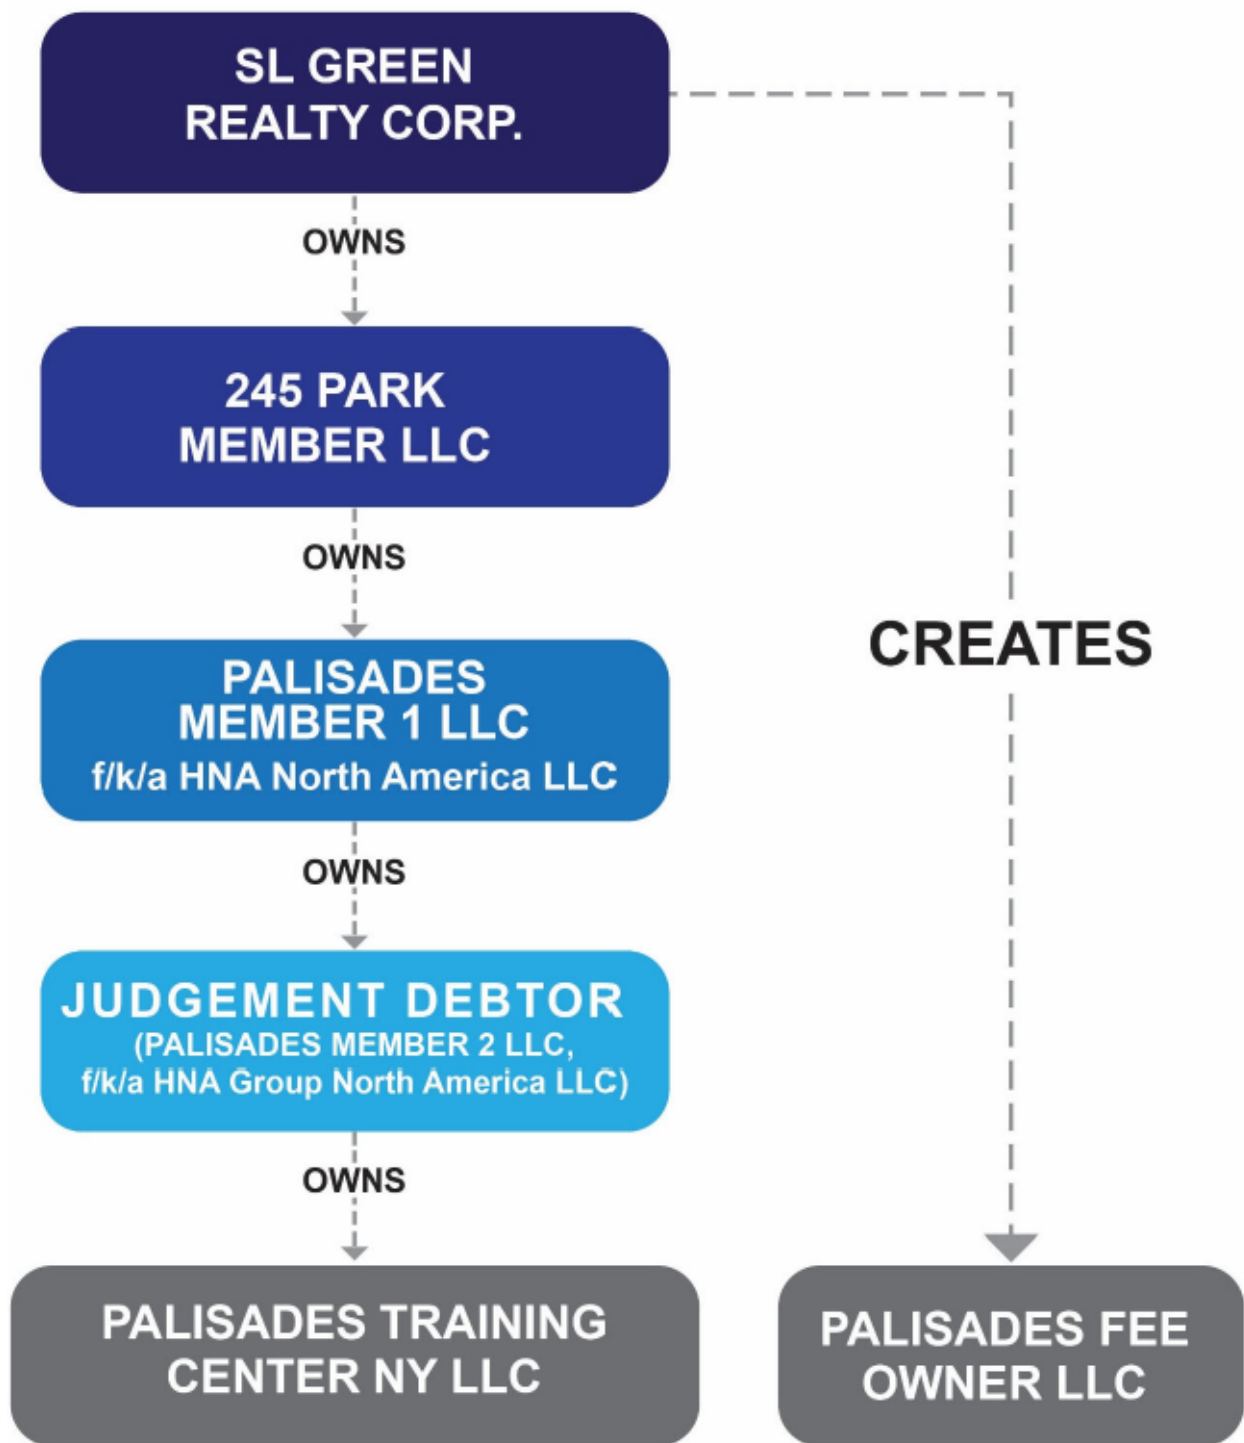 SL GREEN
REALTY CORP.
OWNS
245 PARK
MEMBER LLC
OWNS
PALISADES
MEMBER 1 LLC
f/k/a HNA North America LLC
OWNS
JUDGEMENT DEBTOR
(PALISADES MEMBER 2 LLC,
f/k/a HNA Group North America LLC)
OWNS
PALISADES TRAINING
CENTER NY LLC
CREATES
PALISADES FEE
OWNER LLC